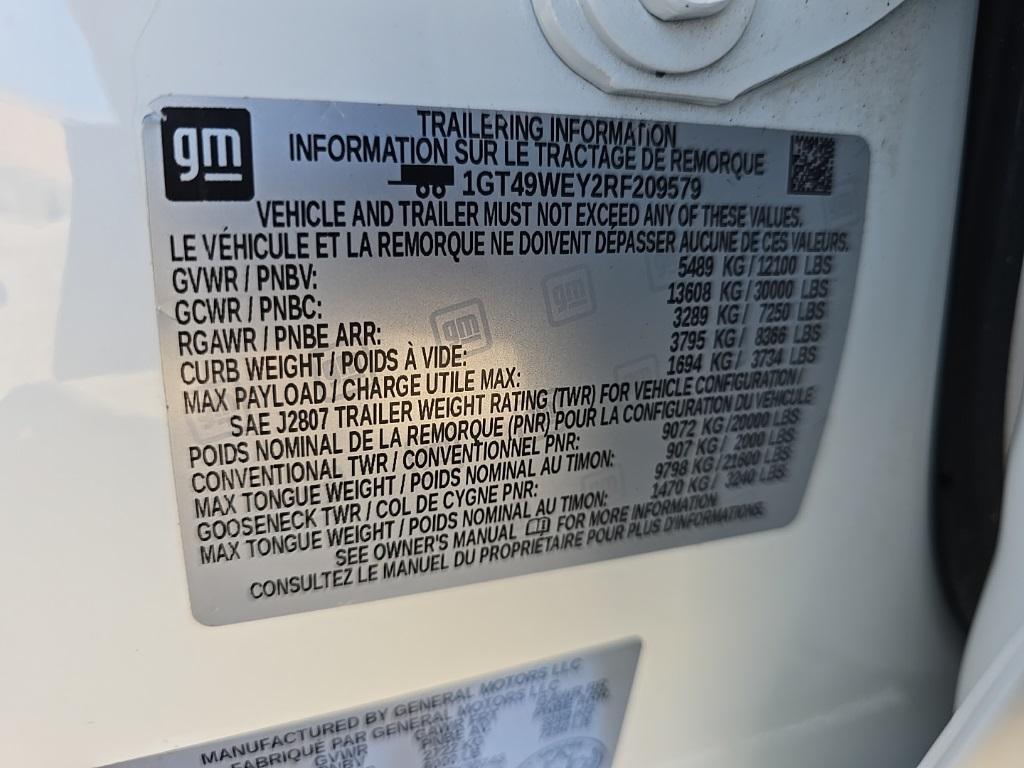 gm
TRAILERING INFORMATION
INFORMATION SUR LE TRACTAGE DE REMORQUE
1GT49WEY2RF209579
VEHICLE AND TRAILER MUST NOT EXCEED ANY OF THESE VALUES.
LE VÉHICULE ET LA REMORQUE NE DOIVENT DÉPASSER AUCUNE DE CES VALEURS.
GVWR / PNBV: 5489 KG / 12100 LBS
GCWR / PNBC: 13608 KG / 30000 LBS
RGAWR / PNBE ARR: 3289 KG / 7250 LBS
CURB WEIGHT / POIDS À VIDE: 3795 KG / 8366 LBS
MAX PAYLOAD / CHARGE UTILE MAX: 1694 KG / 3734 LBS
SAE J2807 TRAILER WEIGHT RATING (TWR) FOR VEHICLE CONFIGURATION /
POIDS NOMINAL DE LA REMORQUE (PNR) POUR LA CONFIGURATION DU VÉHICULE
CONVENTIONAL TWR / CONVENTIONNEL PNR: 9072 KG / 20000 LBS
MAX TONGUE WEIGHT / POIDS NOMINAL AU TIMON: 907 KG / 2000 LBS
GOOSENECK TWR / COL DE CYGNE PNR: 9798 KG / 21600 LBS
MAX TONGUE WEIGHT / POIDS NOMINAL AU TIMON: 1470 KG / 3240 LBS
SEE OWNER'S MANUAL FOR MORE INFORMATION.
CONSULTEZ LE MANUEL DU PROPRIÉTAIRE POUR PLUS D'INFORMATIONS.
MANUFACTURED BY GENERAL MOTORS LLC
FABRIQUÉ PAR GENERAL MOTORS LLC
GVWR
PNBV